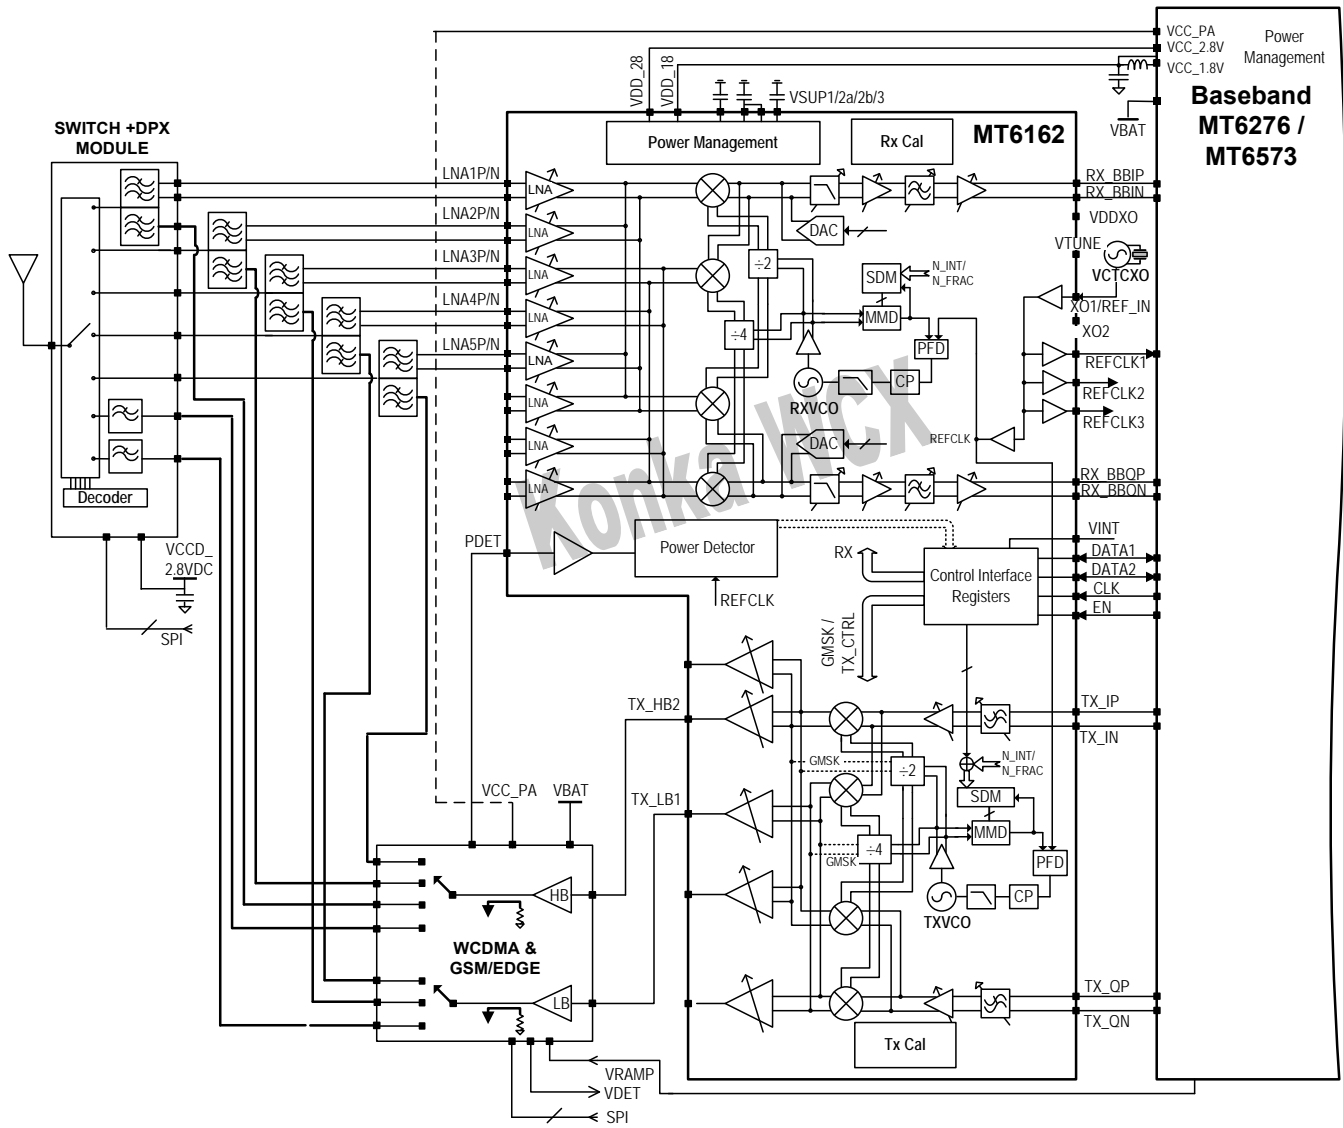 VCC_PA
VCC_2.8V
VCC_1.8V
Power
Management
Baseband
MT6276 /
MT6573
VBAT
VDD_28
VDD_18
VSUP1/2a/2b/3
SWITCH +DPX
MODULE
Power Management
Rx Cal
MT6162
LNA1P/N
LNA2P/N
LNA3P/N
LNA4P/N
LNA5P/N
LNA
LNA
LNA
LNA
LNA
LNA
LNA
LNA
RX_BBIP
RX_BBIN
VDDXO
VTUNE
VCTCXO
XO1/REF_IN
XO2
REFCLK1
REFCLK2
REFCLK3
DAC
÷2
SDM
N_INT/
N_FRAC
÷4
MMD
PFD
CP
RXVCO
REFCLK
DAC
RX_BBQP
RX_BBQN
Konka WCX
Decoder
VCCD_
2.8VDC
SPI
PDET
Power Detector
REFCLK
RX
GMSK /
TX_CTRL
Control Interface
Registers
VINT
DATA1
DATA2
CLK
EN
TX_HB2
TX_LB1
TX_IP
TX_IN
GMSK
÷2
N_INT/
N_FRAC
SDM
MMD
÷4
GMSK
PFD
CP
TXVCO
TX_QP
TX_QN
Tx Cal
VCC_PA
VBAT
HB
WCDMA &
GSM/EDGE
LB
VRAMP
VDET
SPI